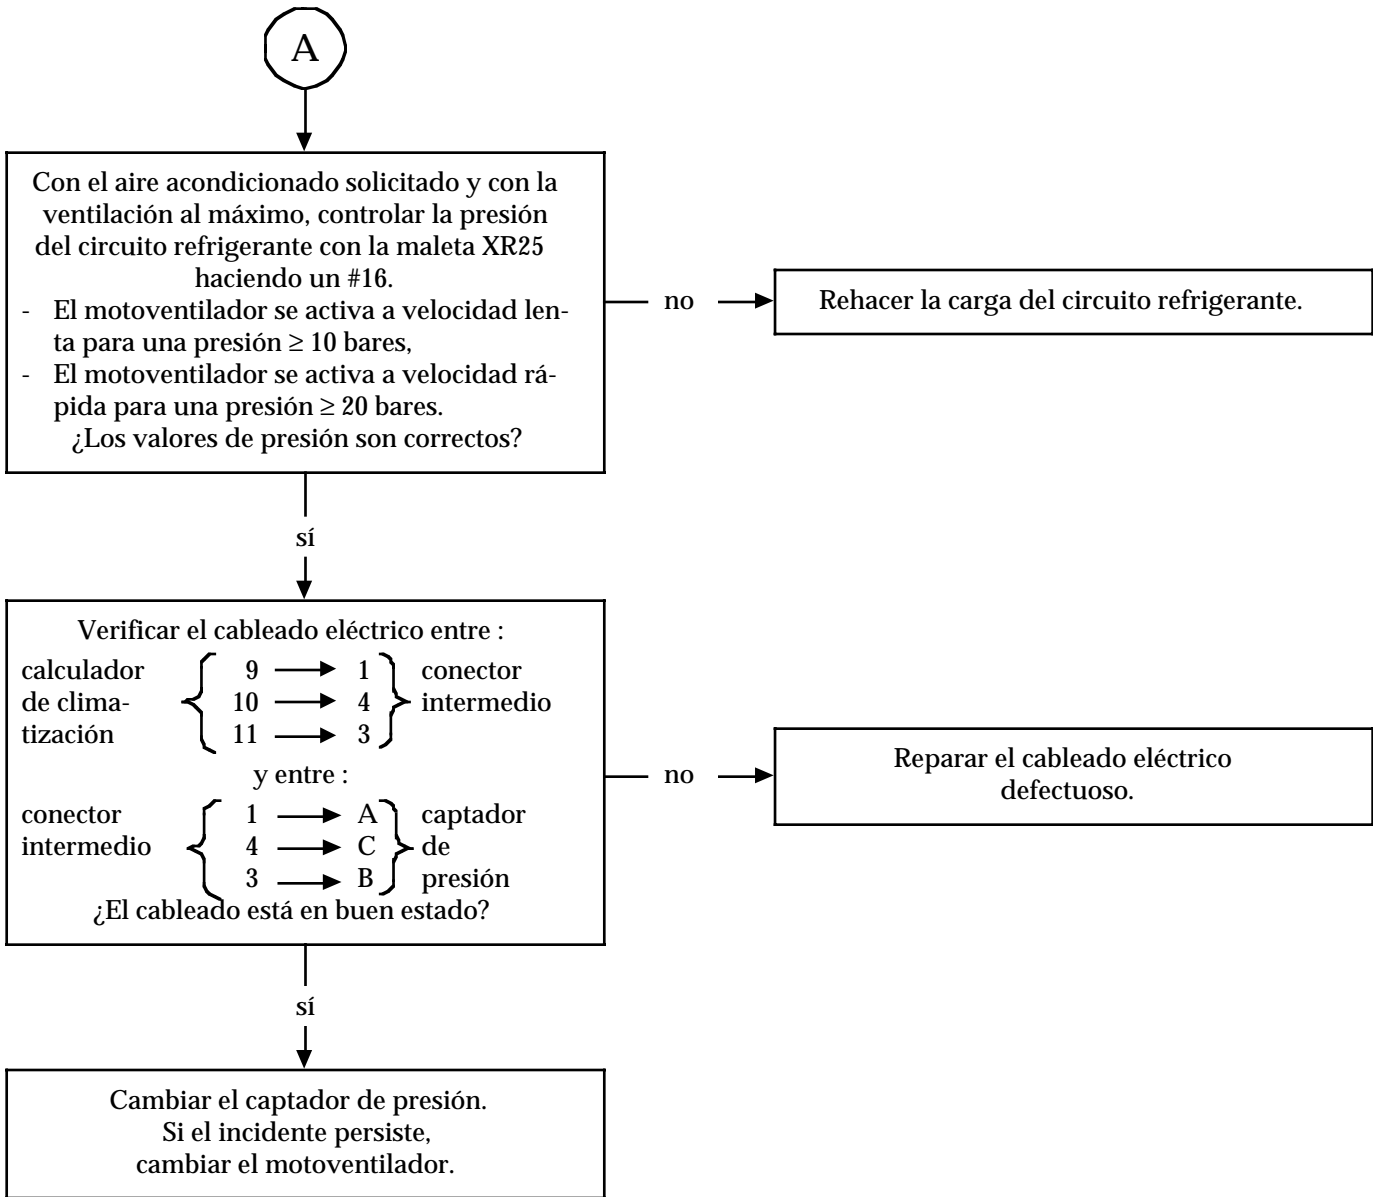 A
Con el aire acondicionado solicitado y con la
ventilación al máximo, controlar la presión
del circuito refrigerante con la maleta XR25
haciendo un #16.
- El motoventilador se activa a velocidad len-
ta para una presión ≥ 10 bares,
- El motoventilador se activa a velocidad rá-
pida para una presión ≥ 20 bares.
¿Los valores de presión son correctos?
no
Rehacer la carga del circuito refrigerante.
sí
Verificar el cableado eléctrico entre :
calculador 9 1 conector
de clima- 10 4 intermedio
tización 11 3
y entre :
conector 1 A captador
intermedio 4 C de
3 B presión
¿El cableado está en buen estado?
no
Reparar el cableado eléctrico
defectuoso.
sí
Cambiar el captador de presión.
Si el incidente persiste,
cambiar el motoventilador.